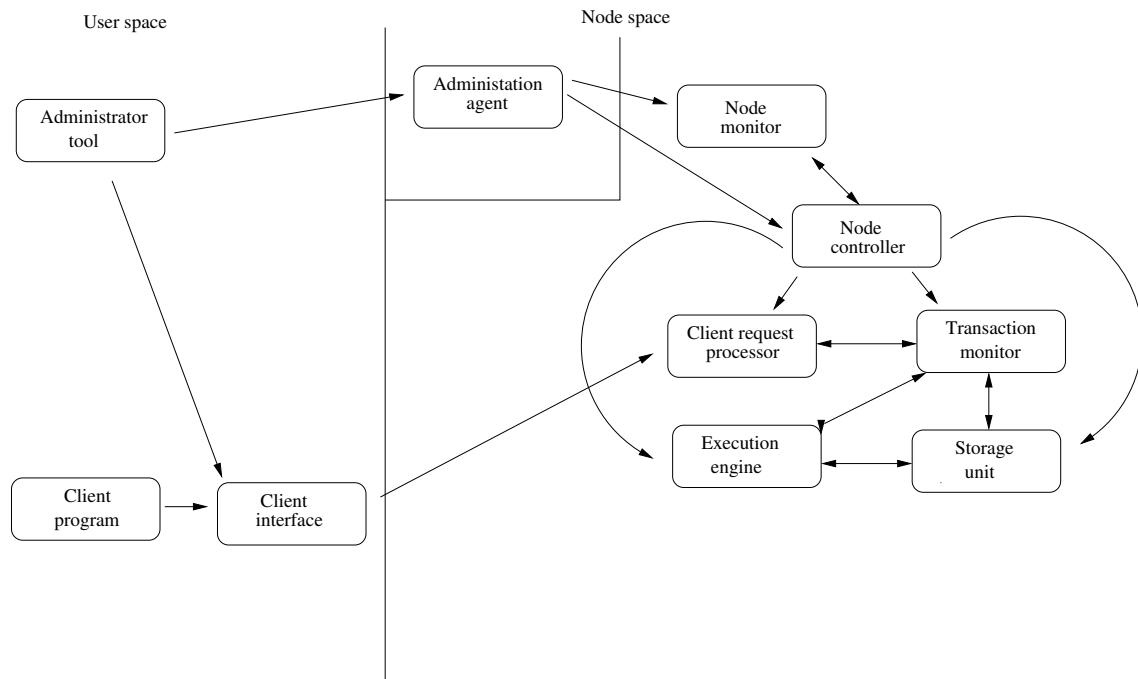 User space
Node space
Administrator
tool
Administation
agent
Node
monitor
Node
controller
Client request
processor
Transaction
monitor
Execution
engine
Storage
unit
Client
program
Client
interface